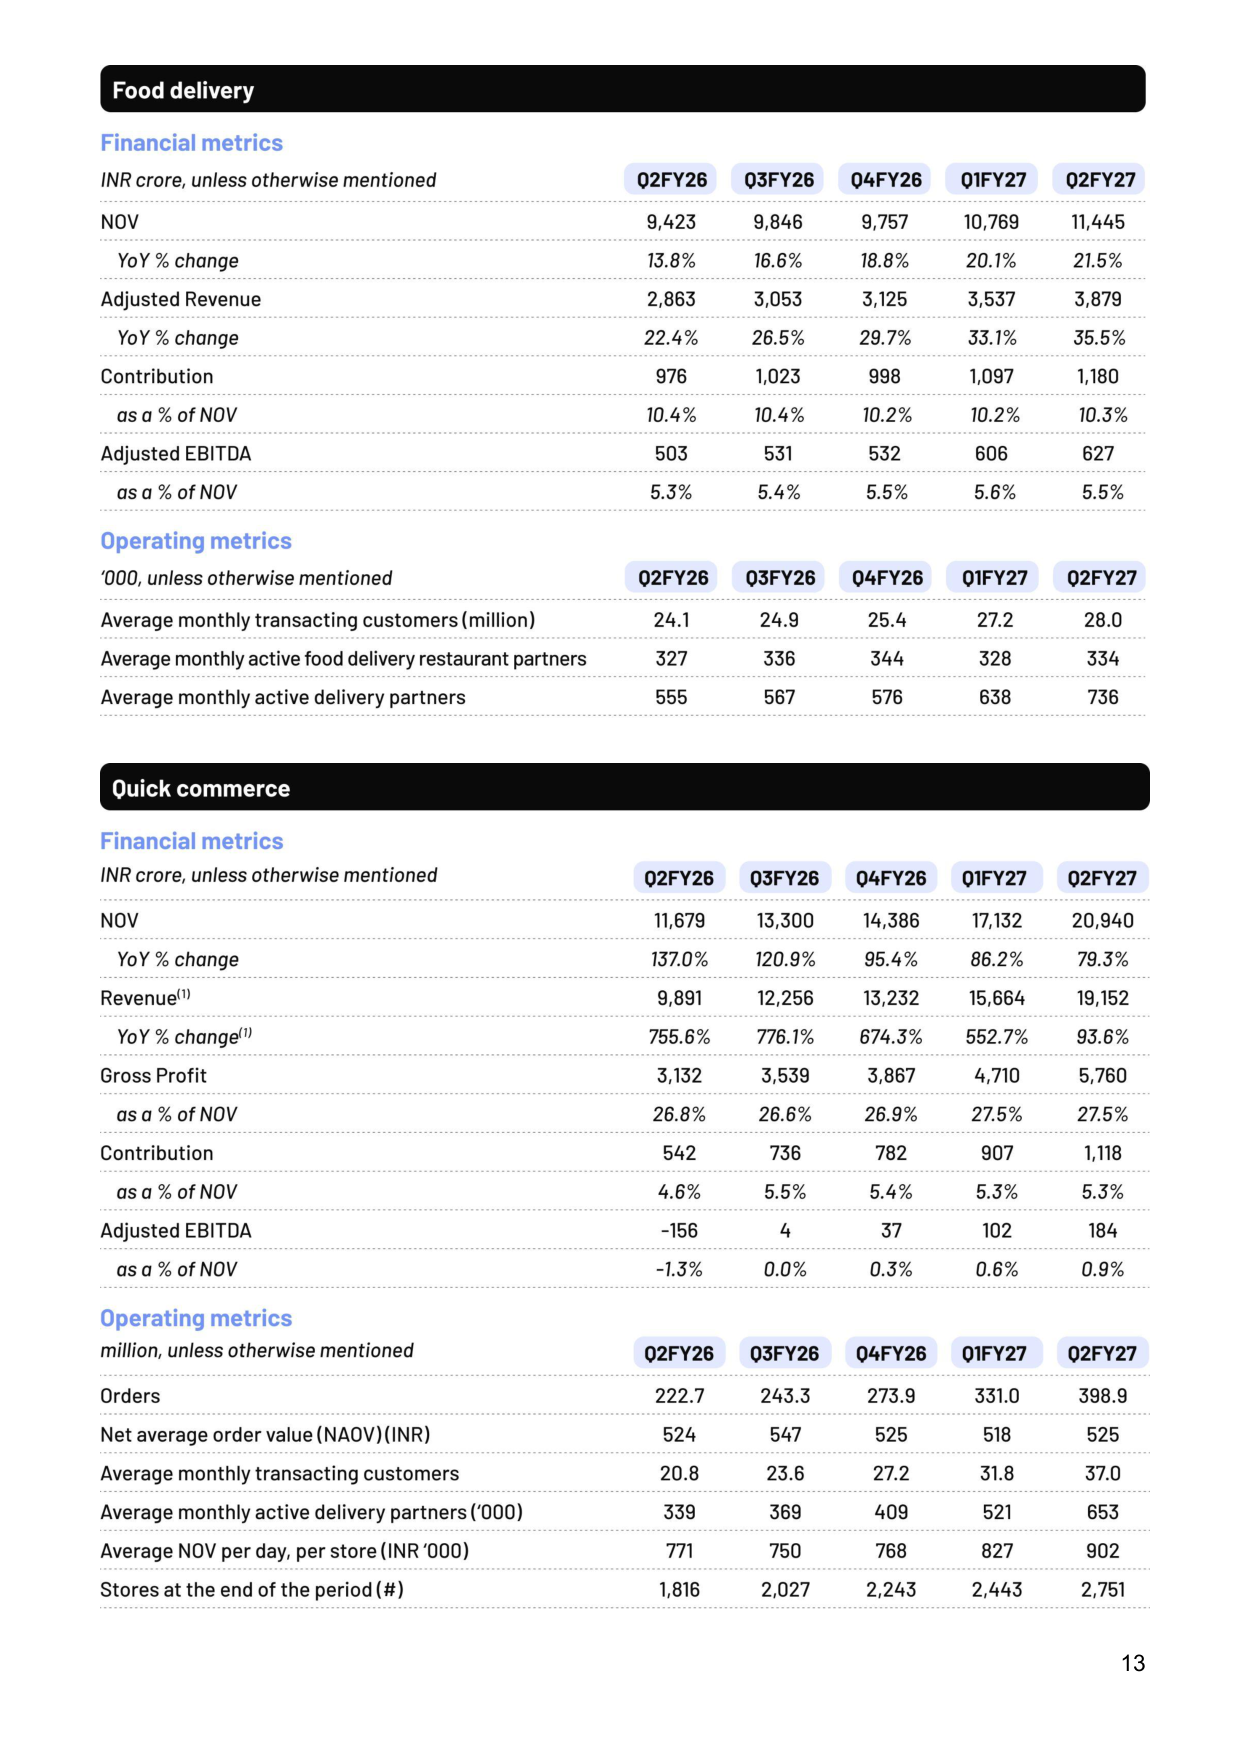 Food delivery
Financial metrics
INR crore, unless otherwise mentioned Q2FY26 Q3FY26 Q4FY26 Q1FY27 Q2FY27
NOV 9,423 9,846 9,757 10,769 11,445
YoY % change 13.8% 16.6% 18.8% 20.1% 21.5%
Adjusted Revenue 2,863 3,053 3,125 3,537 3,879
YoY % change 22.4% 26.5% 29.7% 33.1% 35.5%
Contribution 976 1,023 998 1,097 1,180
as a % of NOV 10.4% 10.4% 10.2% 10.2% 10.3%
Adjusted EBITDA 503 531 532 606 627
as a % of NOV 5.3% 5.4% 5.5% 5.6% 5.5%
Operating metrics
‘000, unless otherwise mentioned Q2FY26 Q3FY26 Q4FY26 Q1FY27 Q2FY27
Average monthly transacting customers (million) 24.1 24.9 25.4 27.2 28.0
Average monthly active food delivery restaurant partners 327 336 344 328 334
Average monthly active delivery partners 555 567 576 638 736
Quick commerce
Financial metrics
INR crore, unless otherwise mentioned Q2FY26 Q3FY26 Q4FY26 Q1FY27 Q2FY27
NOV 11,679 13,300 14,386 17,132 20,940
YoY % change 137.0% 120.9% 95.4% 86.2% 79.3%
Revenue(1) 9,891 12,256 13,232 15,664 19,152
YoY % change(1) 755.6% 776.1% 674.3% 552.7% 93.6%
Gross Profit 3,132 3,539 3,867 4,710 5,760
as a % of NOV 26.8% 26.6% 26.9% 27.5% 27.5%
Contribution 542 736 782 907 1,118
as a % of NOV 4.6% 5.5% 5.4% 5.3% 5.3%
Adjusted EBITDA -156 4 37 102 184
as a % of NOV -1.3% 0.0% 0.3% 0.6% 0.9%
Operating metrics
million, unless otherwise mentioned Q2FY26 Q3FY26 Q4FY26 Q1FY27 Q2FY27
Orders 222.7 243.3 273.9 331.0 398.9
Net average order value (NAOV) (INR) 524 547 525 518 525
Average monthly transacting customers 20.8 23.6 27.2 31.8 37.0
Average monthly active delivery partners (‘000) 339 369 409 521 653
Average NOV per day, per store (INR ‘000) 771 750 768 827 902
Stores at the end of the period (#) 1,816 2,027 2,243 2,443 2,751
13